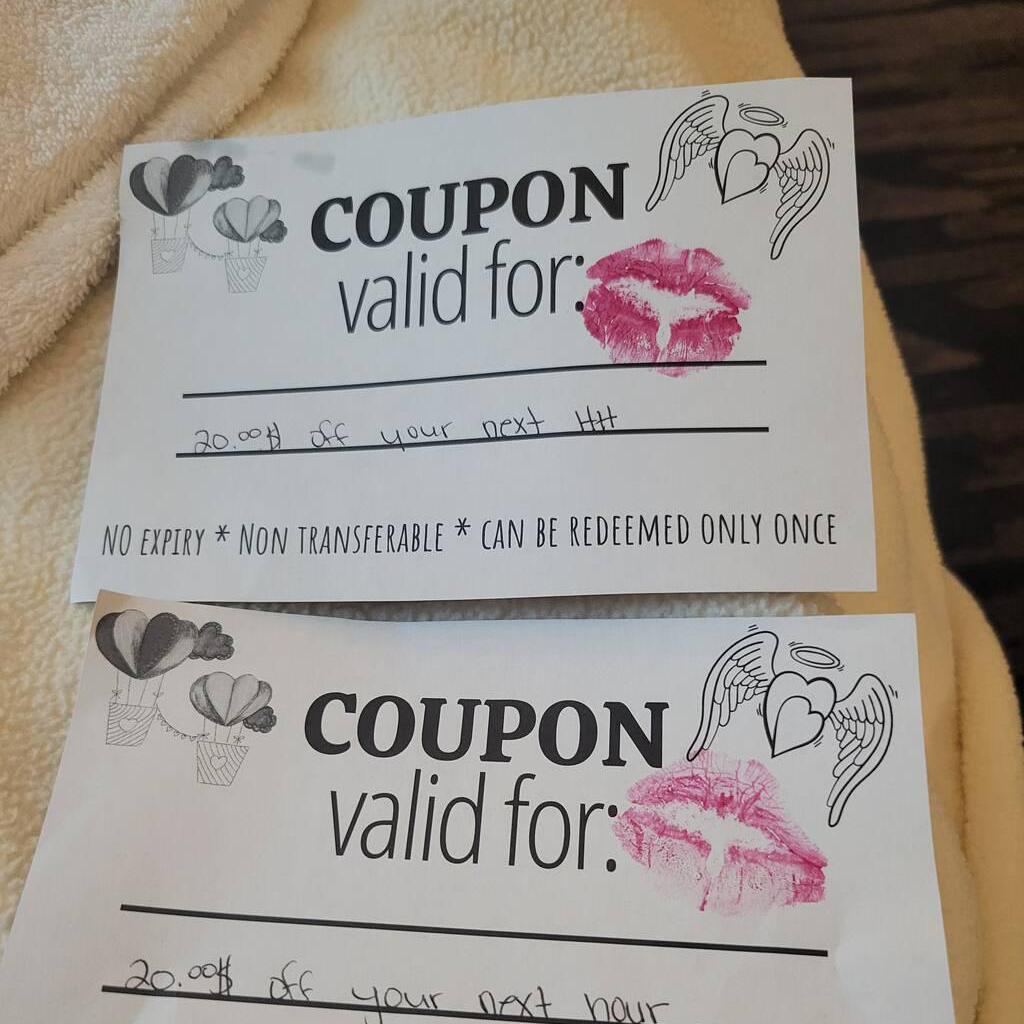 COUPON
valid for:
20.00$ off your next HH
NO EXPIRY * NON TRANSFERABLE * CAN BE REDEEMED ONLY ONCE
COUPON
valid for:
20.00$ off your next hour